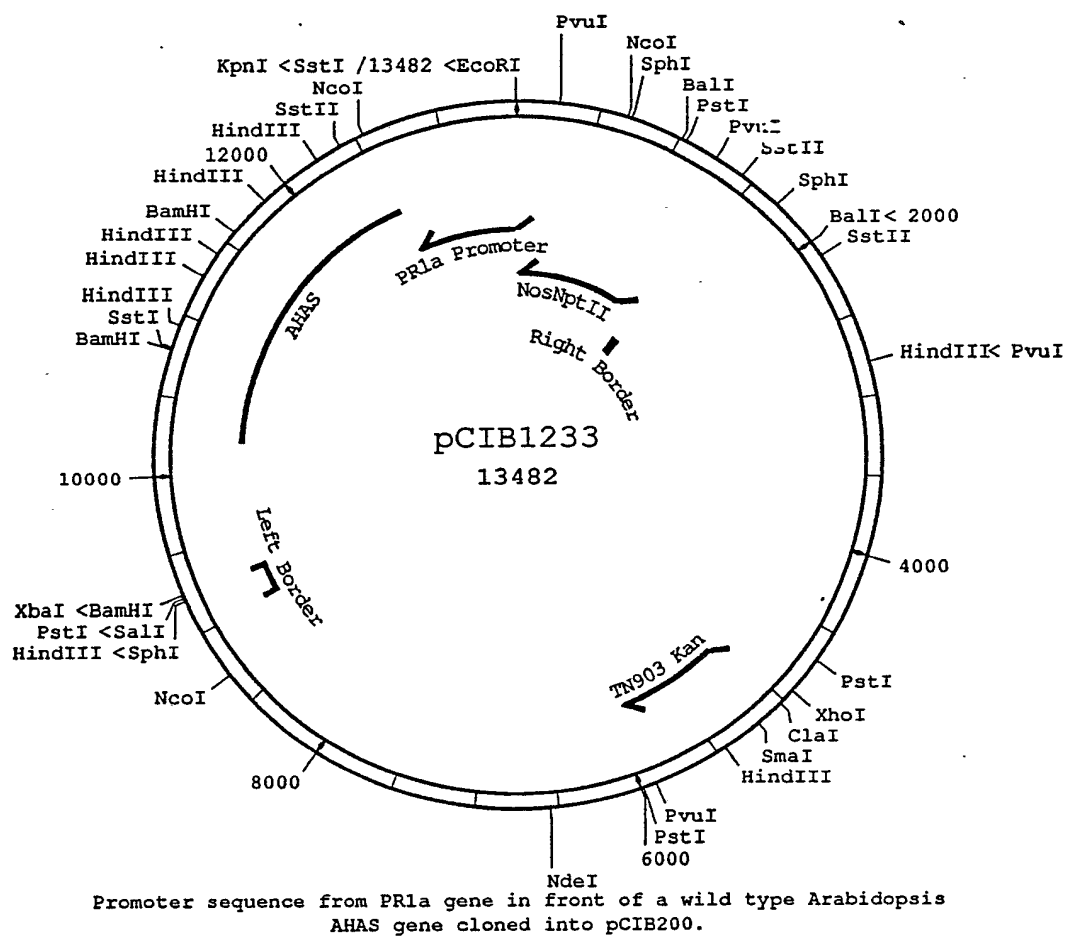 PvuI
KpnI <SstI /13482 <EcoRI
NcoI
SphI
BalI
PstI
SstII
SphI
BalI< 2000
SstII
HindIII< PvuI
4000
PstI
XhoI
ClaI
SmaI
HindIII
PvuI
PstI
6000
NdeI
8000
NcoI
HindIII <SphI
PstI <SalI
XbaI <BamHI
10000
BamHI
SstI
HindIII
HindIII
HindIII
BamHI
HindIII
12000
HindIII
SstII
NcoI
PR1a Promoter
NosNptII
Right Border
AHAS
pCIB1233
13482
Left Border
TN903 Kan
Promoter sequence from PR1a gene in front of a wild type Arabidopsis
AHAS gene cloned into pCIB200.